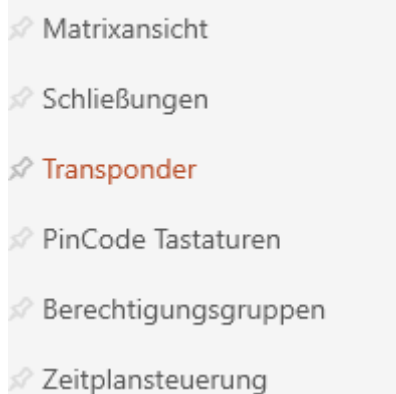 Matrixansicht
Schließungen
Transponder
PinCode Tastaturen
Berechtigungsgruppen
Zeitplansteuerung